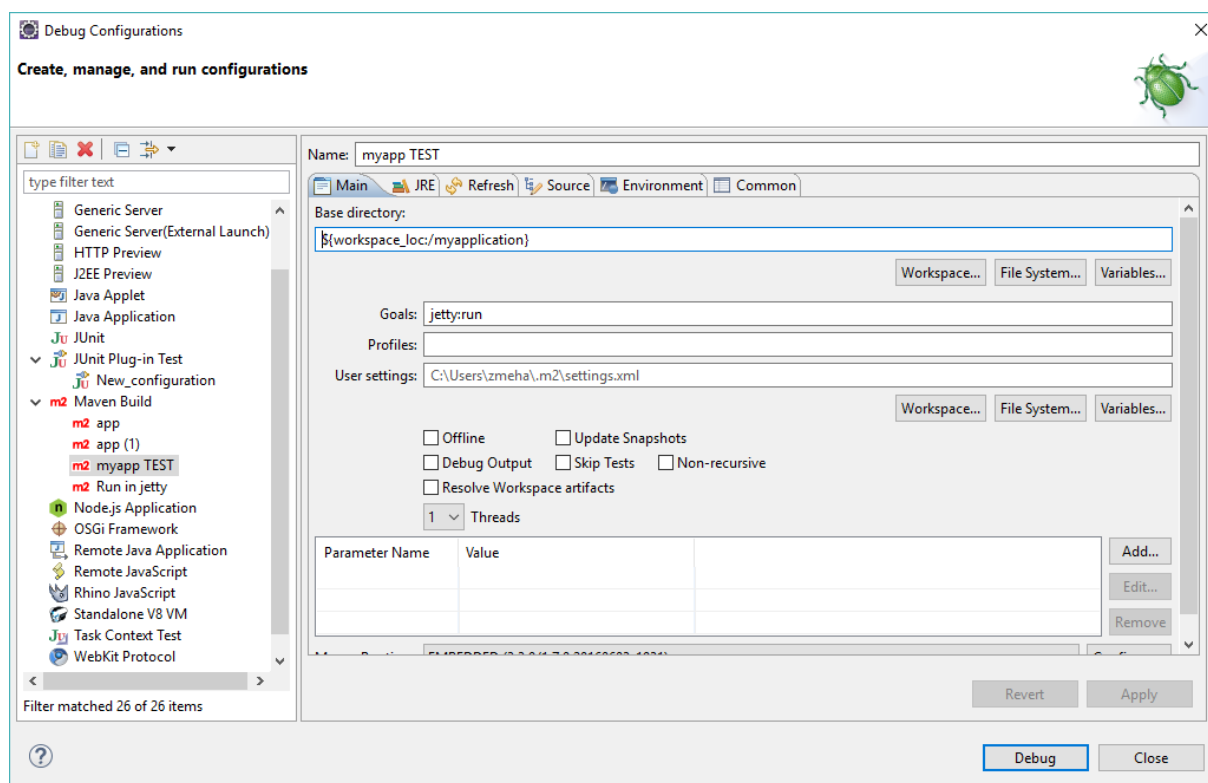 Debug Configurations
Create, manage, and run configurations
type filter text
Generic Server
Generic Server(External Launch)
HTTP Preview
J2EE Preview
Java Applet
Java Application
Ju JUnit
JUnit Plug-in Test
New_configuration
m2 Maven Build
m2 app
m2 app (1)
m2 myapp TEST
m2 Run in jetty
Node.js Application
OSGi Framework
Remote Java Application
Remote JavaScript
Rhino JavaScript
Standalone V8 VM
Task Context Test
WebKit Protocol
Filter matched 26 of 26 items
Name: myapp TEST
Main JRE Refresh Source Environment Common
Base directory:
${workspace_loc:/myapplication}
Workspace... File System... Variables...
Goals: jetty:run
Profiles:
User settings: C:\Users\zmeha\.m2\settings.xml
Workspace... File System... Variables...
Offline Update Snapshots
Debug Output Skip Tests Non-recursive
Resolve Workspace artifacts
1 Threads
Parameter Name Value
Add...
Edit...
Remove
Revert Apply
Debug Close